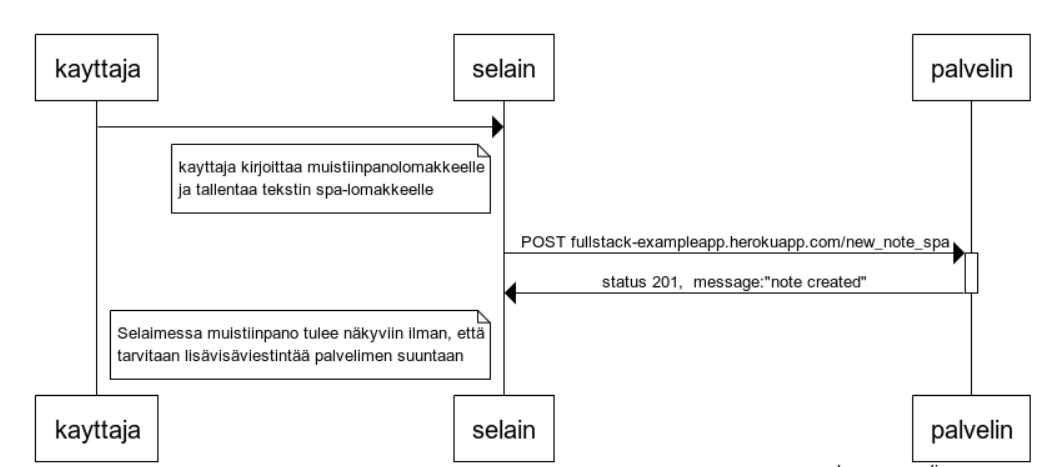 kayttaja
selain
palvelin
kayttaja kirjoittaa muistiinpanolomakkeelle
ja tallentaa tekstin spa-lomakkeelle
POST fullstack-exampleapp.herokuapp.com/new_note_spa
status 201, message:"note created"
Selaimessa muistiinpano tulee näkyviin ilman, että
tarvitaan lisävisäviestintää palvelimen suuntaan
kayttaja
selain
palvelin